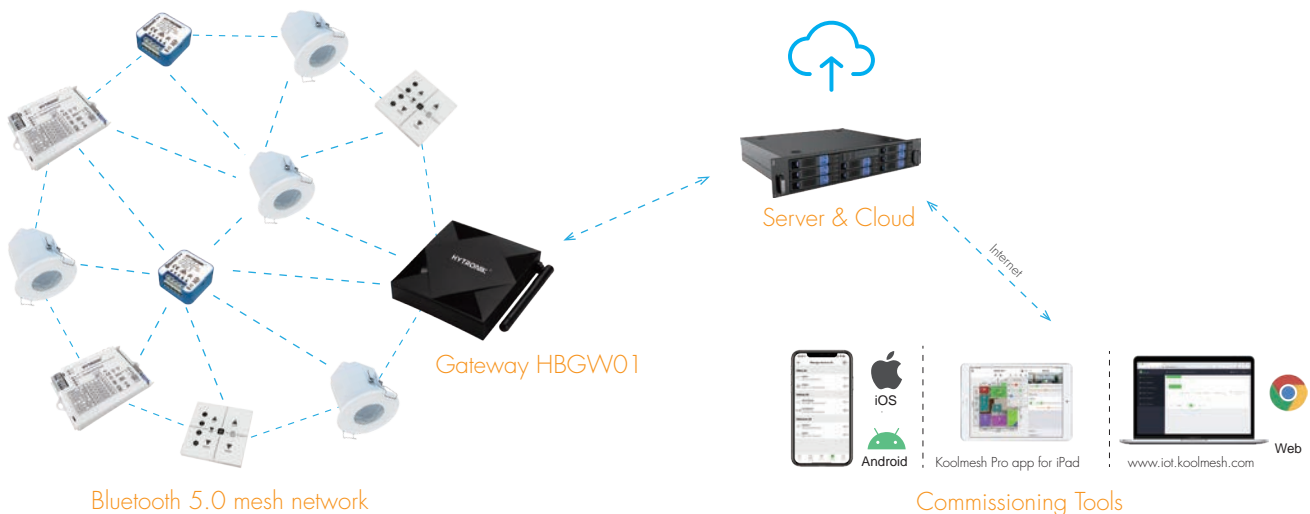 HYTRONIK
Server & Cloud
Internet
Gateway HBGW01
iOS
Android
Koolmesh Pro app for iPad
www.iot.koolmesh.com
Web
Bluetooth 5.0 mesh network
Commissioning Tools